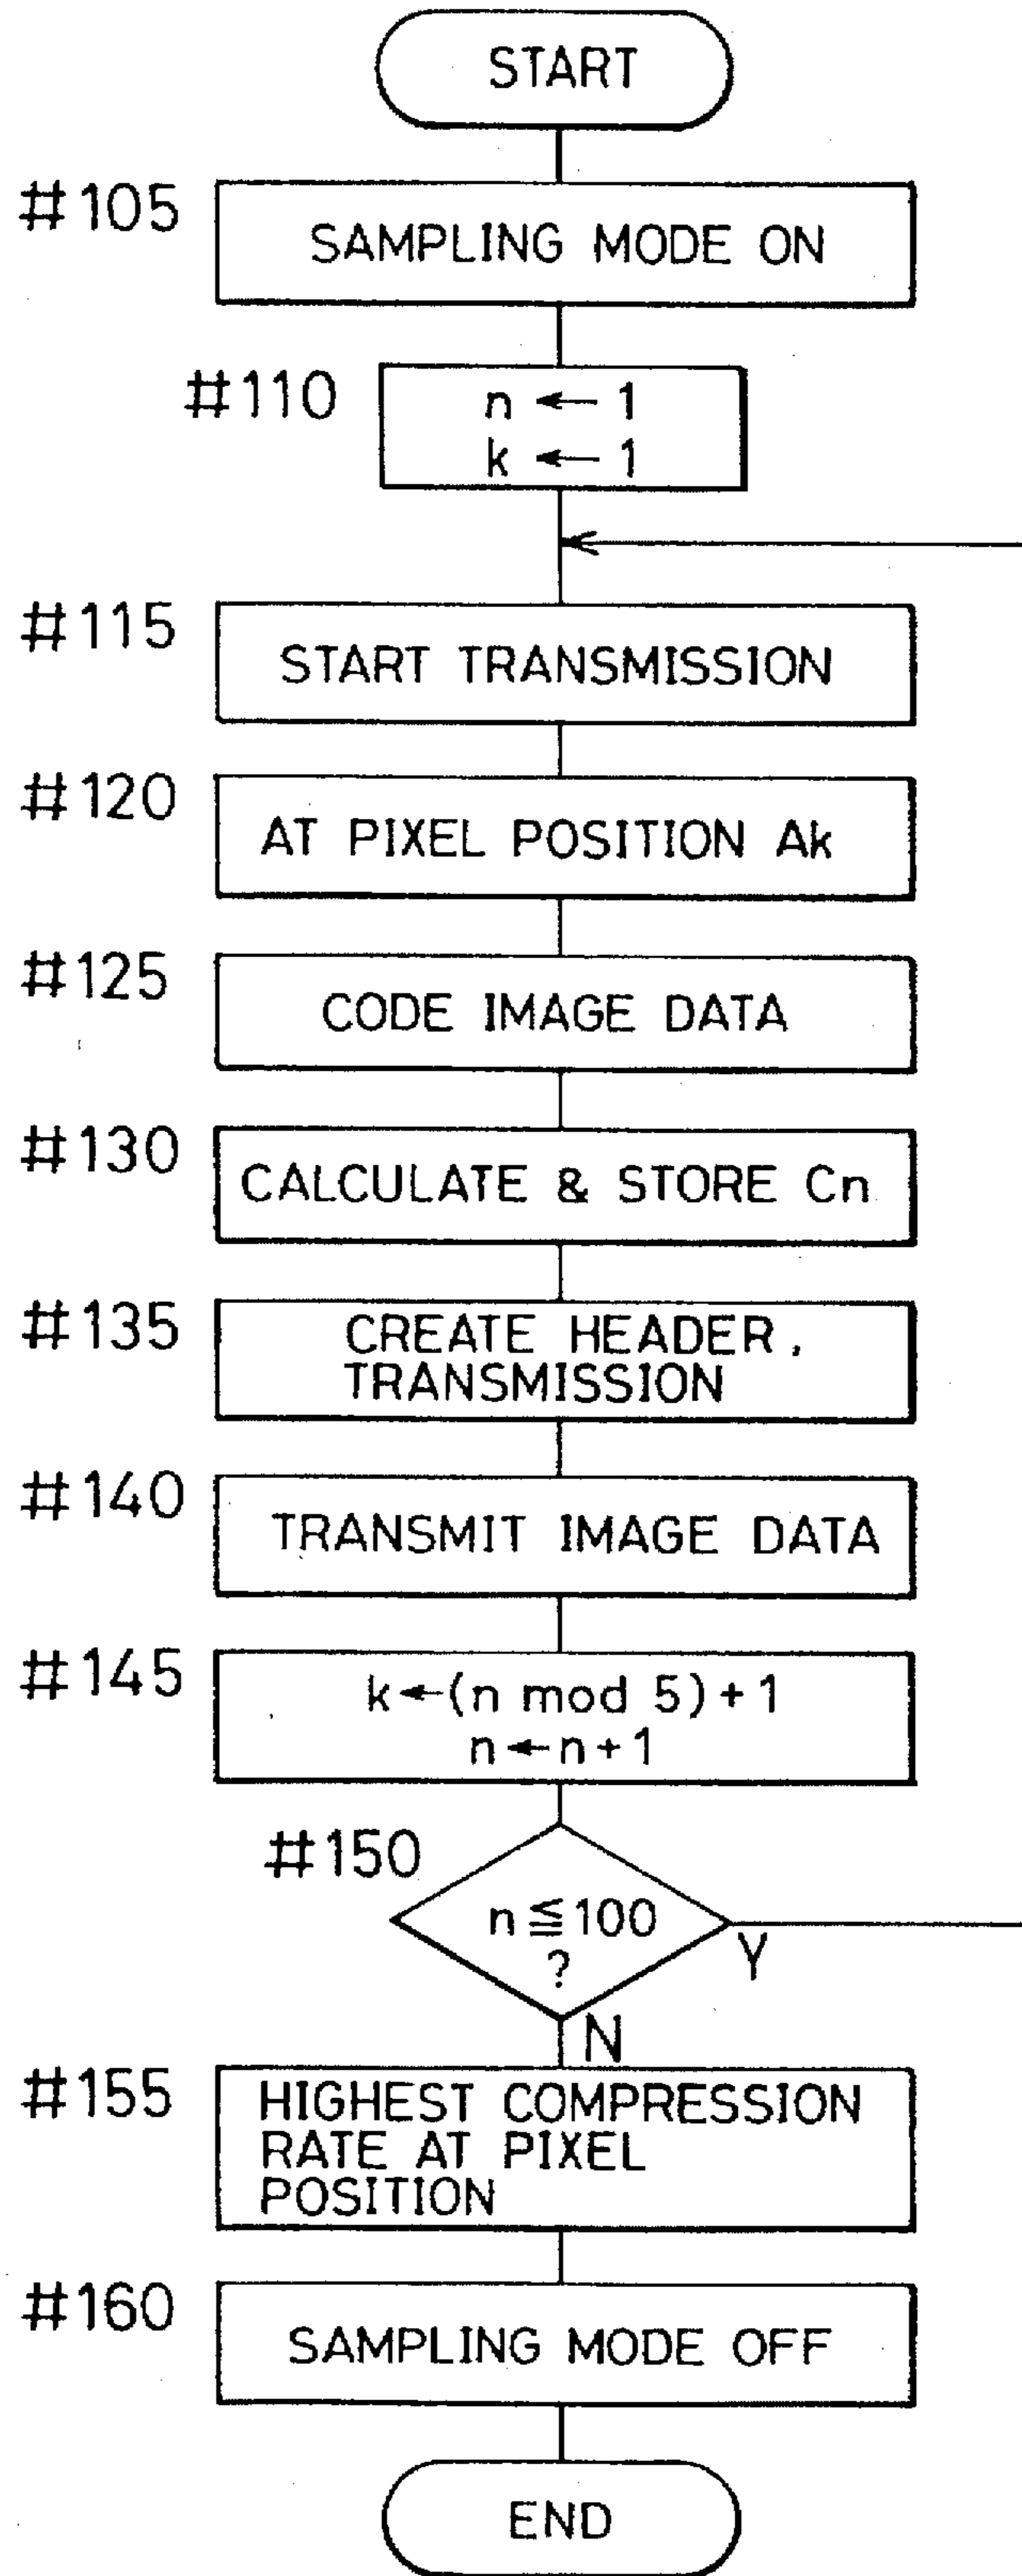 START
#105
SAMPLING MODE ON
#110
n ← 1
k ← 1
#115
START TRANSMISSION
#120
AT PIXEL POSITION Ak
#125
CODE IMAGE DATA
#130
CALCULATE & STORE Cn
#135
CREATE HEADER,
TRANSMISSION
#140
TRANSMIT IMAGE DATA
#145
k←(n mod 5)+1
n←n+1
#150
n≦100
?
Y
N
#155
HIGHEST COMPRESSION
RATE AT PIXEL
POSITION
#160
SAMPLING MODE OFF
END